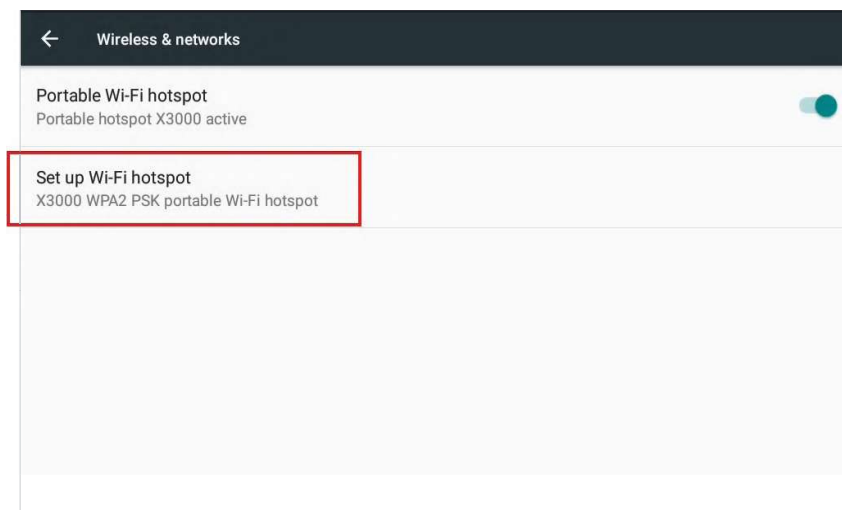 Wireless & networks
Portable Wi-Fi hotspot
Portable hotspot X3000 active
Set up Wi-Fi hotspot
X3000 WPA2 PSK portable Wi-Fi hotspot